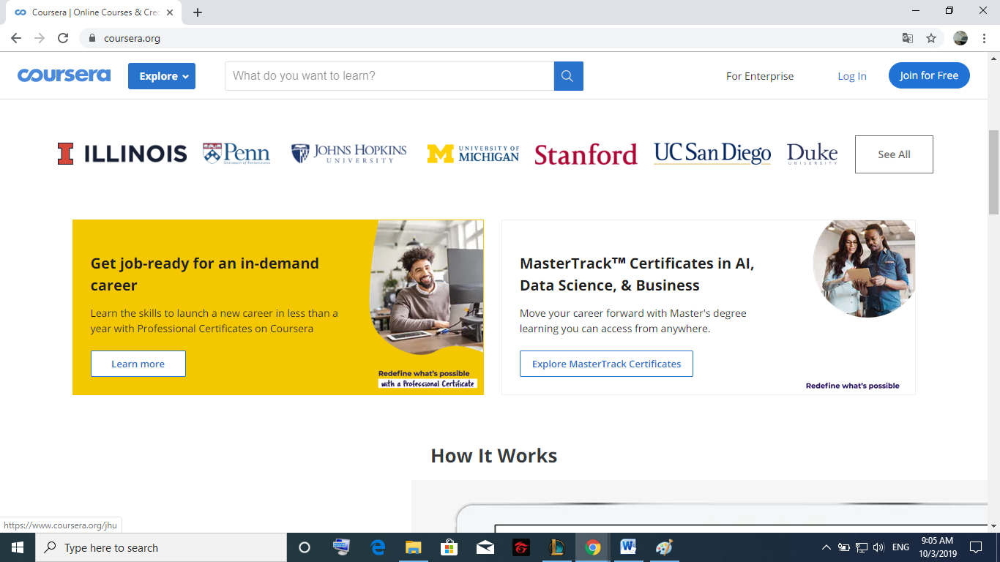 Coursera | Online Courses & Cre
coursera.org
coursera
Explore
What do you want to learn?
For Enterprise
Log In
Join for Free
I ILLINOIS
Penn
UNIVERSITY of PENNSYLVANIA
JOHNS HOPKINS
UNIVERSITY
M UNIVERSITY OF
MICHIGAN
Stanford
UC San Diego
Duke
UNIVERSITY
See All
Get job-ready for an in-demand
career
Learn the skills to launch a new career in less than a
year with Professional Certificates on Coursera
Learn more
Redefine what's possible
with a Professional Certificate
MasterTrack™ Certificates in AI,
Data Science, & Business
Move your career forward with Master's degree
learning you can access from anywhere.
Explore MasterTrack Certificates
Redefine what's possible
How It Works
https://www.coursera.org/jhu
Type here to search
ENG
9:05 AM
10/3/2019